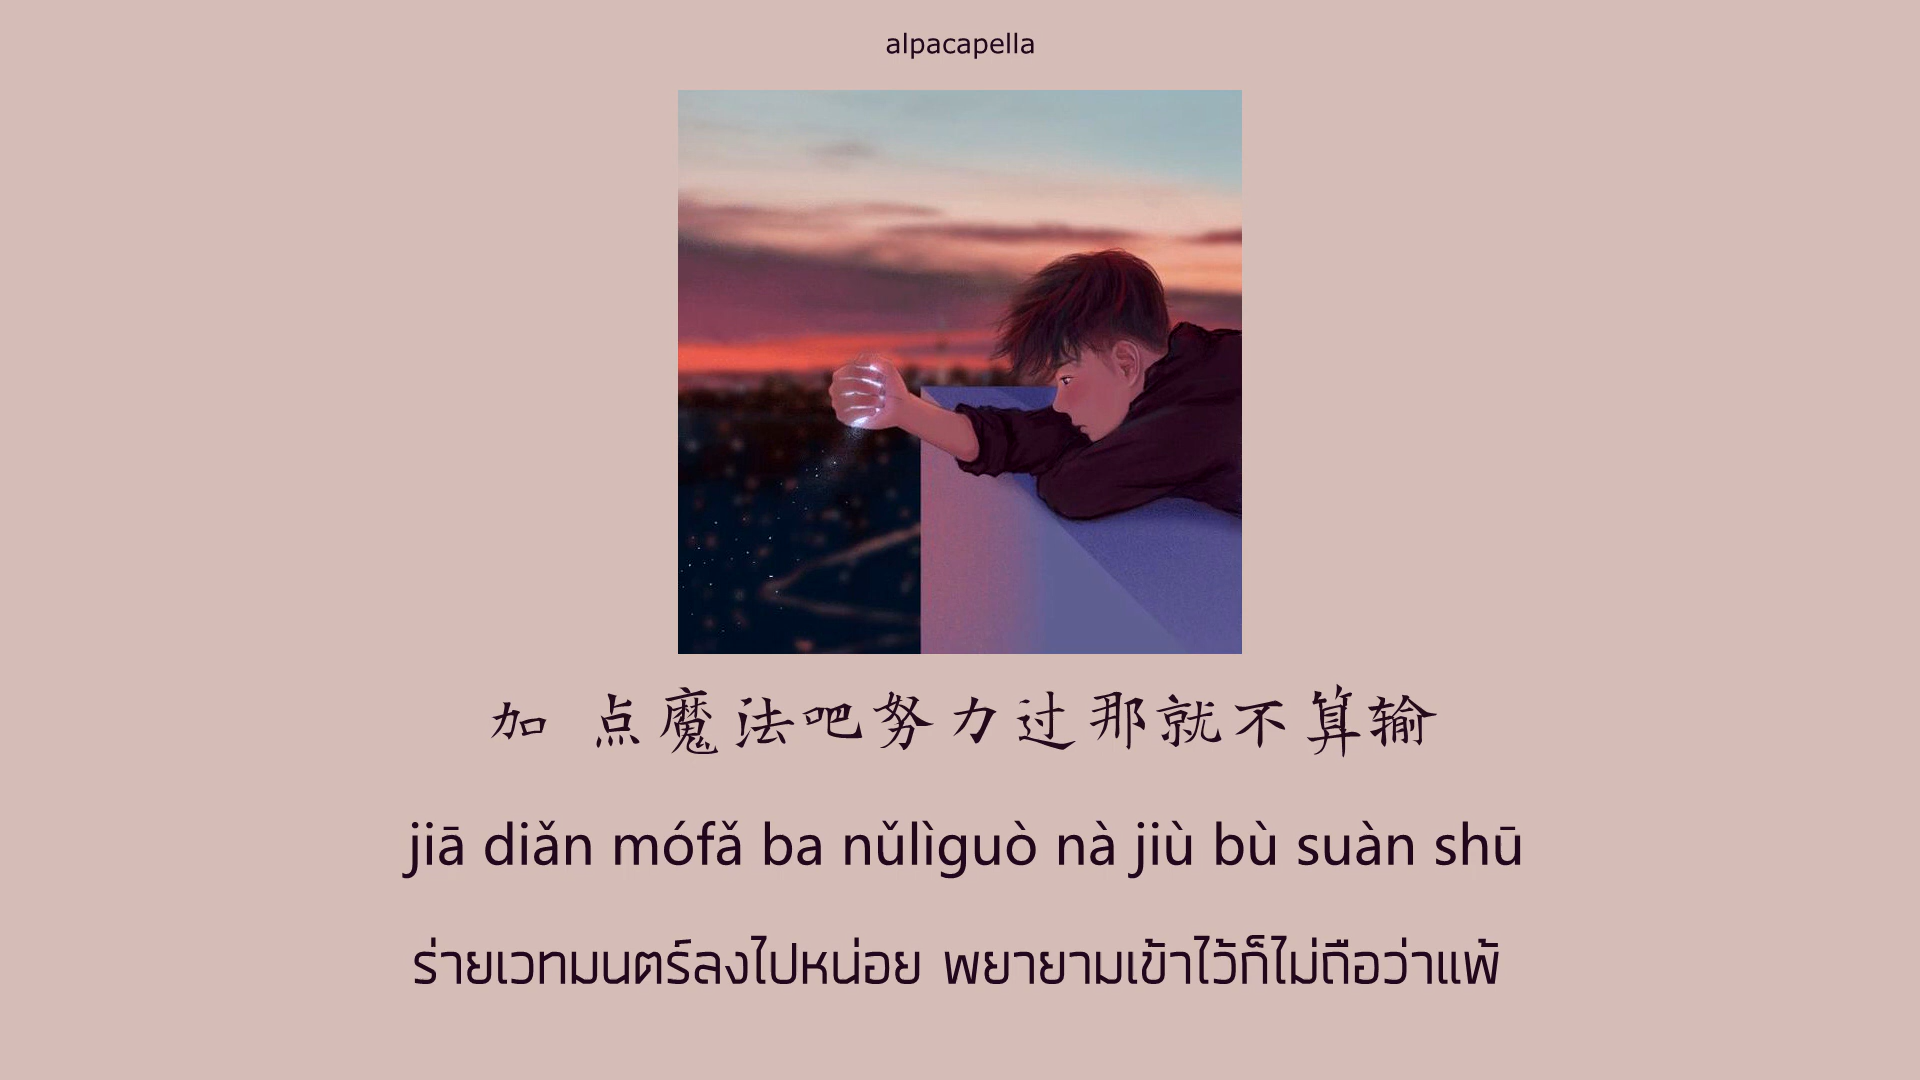 alpacapella
加 点魔法吧努力过那就不算输
jiā diǎn mófǎ ba nǔlìguò nà jiù bù suàn shū
ร่ายเวทมนตร์ลงไปหน่อย พยายามเข้าไว้ก็ไม่ถือว่าแพ้